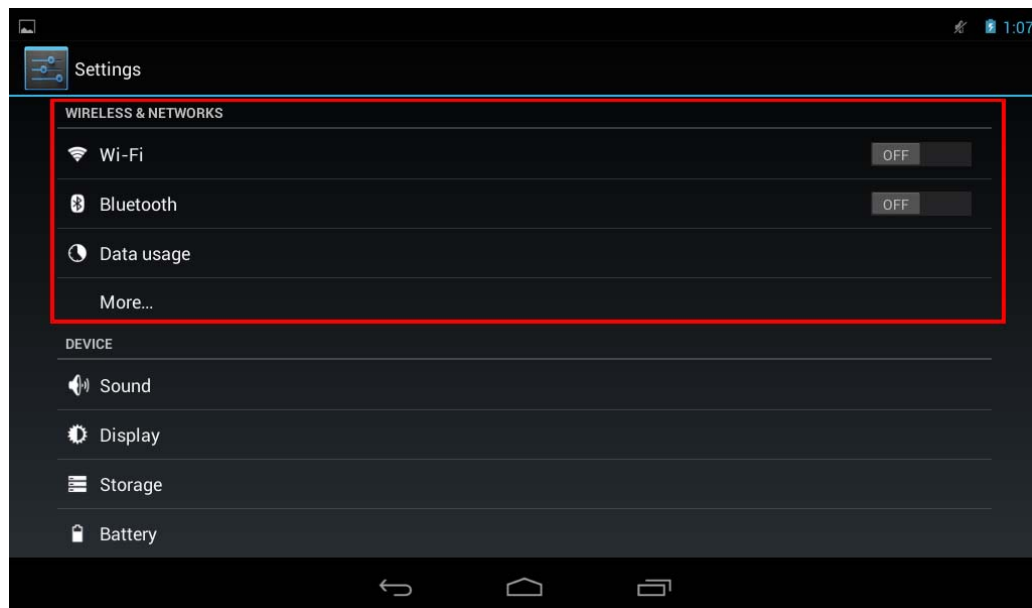 1:07
Settings
WIRELESS & NETWORKS
Wi-Fi OFF
Bluetooth OFF
Data usage
More...
DEVICE
Sound
Display
Storage
Battery